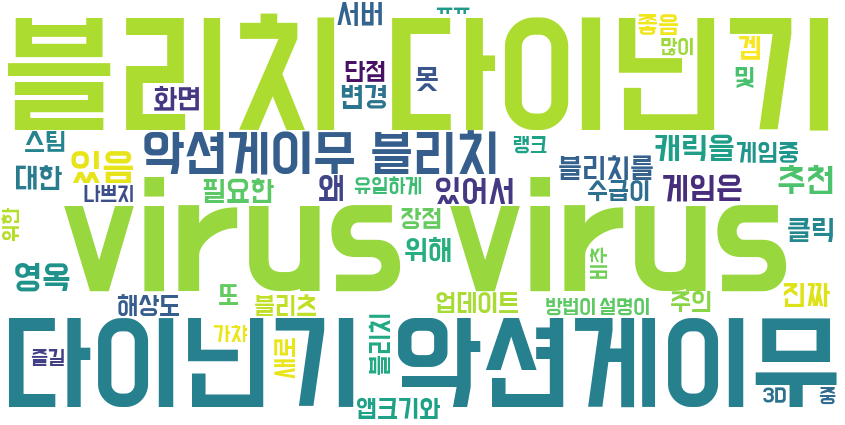 서버 ㅠㅠ 좋음
많이 겜
블리치 다이닌기
단점 못 및
화면 변경
스팀 악션게이무 블리치 랭크 캐릭을 게임중
대한 있음 블리치를 추천
나쁘지 필요한 왜 유일하게 있어서 수급이 게임은
위한 virus virus 장점 클릭
영옥 위해 비주
해상도 또 블리츠 업데이트 방법이 설명이 주의 진짜
가챠
즐길 새로 블리치
다이닌기 악션게이무
앱크기와 3D 중